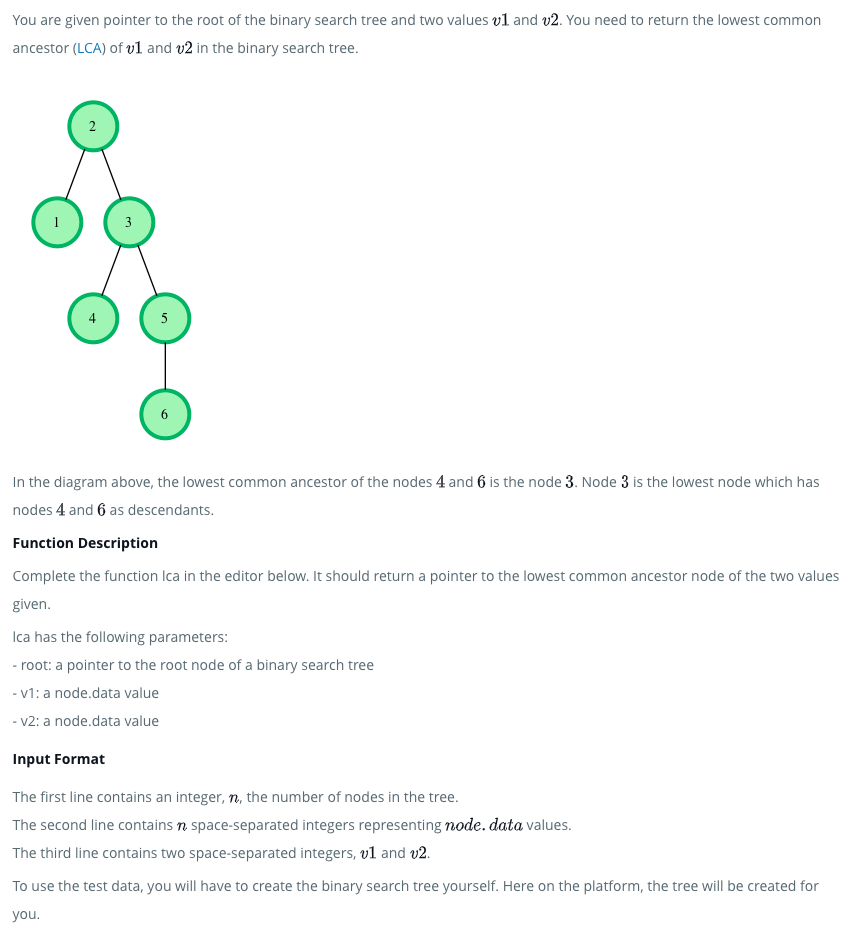 You are given pointer to the root of the binary search tree and two values v1 and v2. You need to return the lowest common
ancestor (LCA) of v1 and v2 in the binary search tree.
2
1 3
4 5
6
In the diagram above, the lowest common ancestor of the nodes 4 and 6 is the node 3. Node 3 is the lowest node which has
nodes 4 and 6 as descendants.
Function Description
Complete the function lca in the editor below. It should return a pointer to the lowest common ancestor node of the two values
given.
lca has the following parameters:
- root: a pointer to the root node of a binary search tree
- v1: a node.data value
- v2: a node.data value
Input Format
The first line contains an integer, n, the number of nodes in the tree.
The second line contains n space-separated integers representing node.data values.
The third line contains two space-separated integers, v1 and v2.
To use the test data, you will have to create the binary search tree yourself. Here on the platform, the tree will be created for
you.